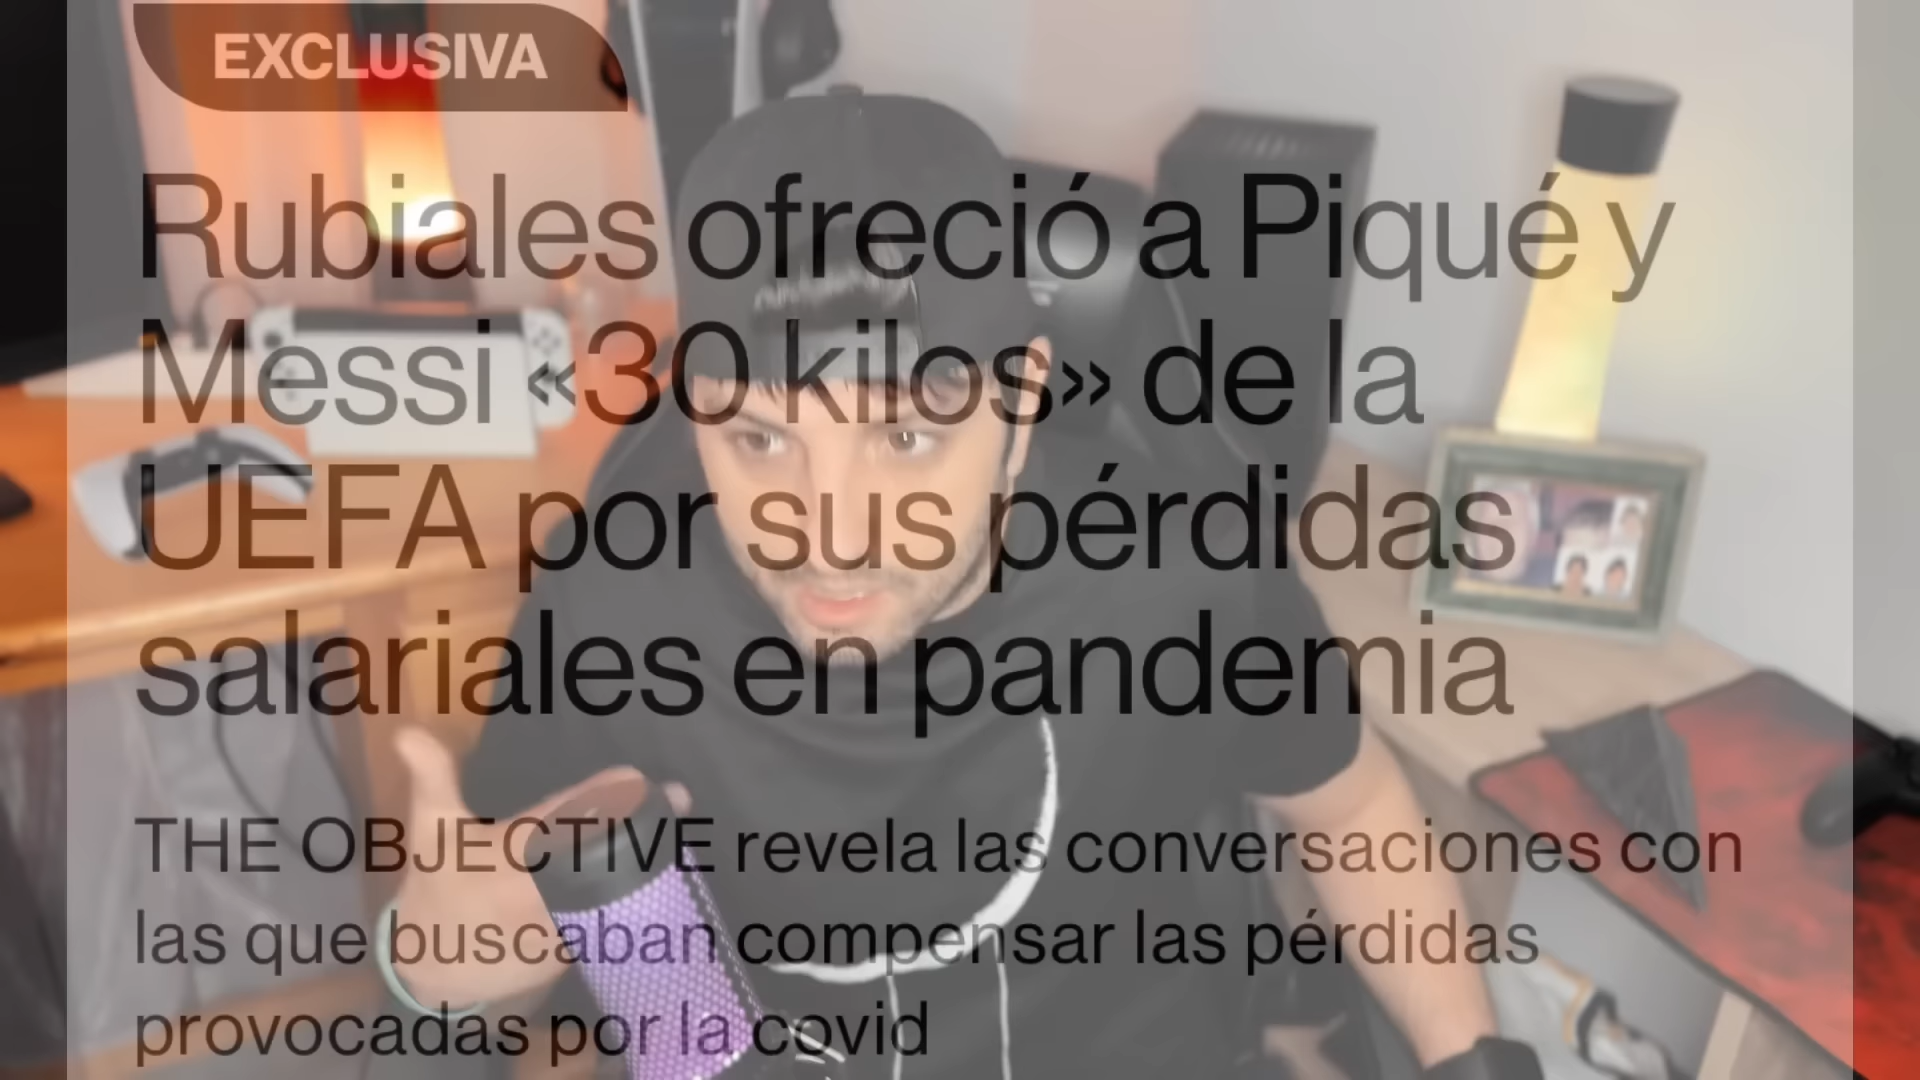 EXCLUSIVA
Rubiales ofreció a Piqué y
Messi «30 kilos» de la
UEFA por sus pérdidas
salariales en pandemia
THE OBJECTIVE revela las conversaciones con
las que buscaban compensar las pérdidas
provocadas por la covid